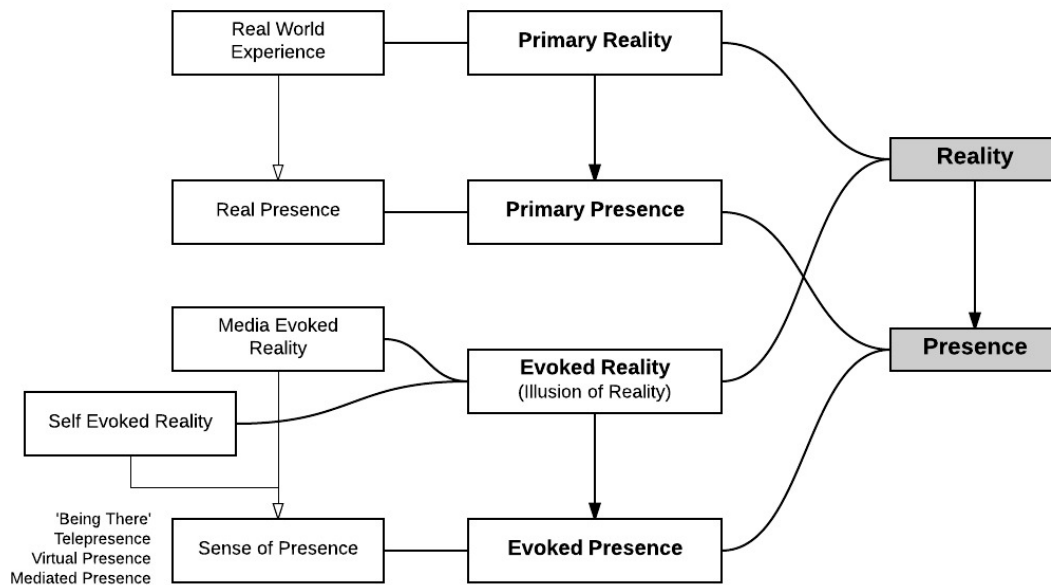 Real World
Experience
Primary Reality
Reality
Real Presence
Primary Presence
Media Evoked
Reality
Presence
Evoked Reality
(Illusion of Reality)
Self Evoked Reality
'Being There'
Telepresence
Virtual Presence
Mediated Presence
Sense of Presence
Evoked Presence